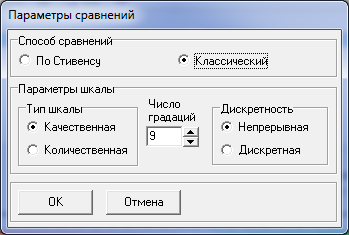 Параметры сравнений
Способ сравнений
По Стивенсу
Классический
Параметры шкалы
Тип шкалы
Качественная
Количественная
Число
градаций
9
Дискретность
Непрерывная
Дискретная
OK
Отмена